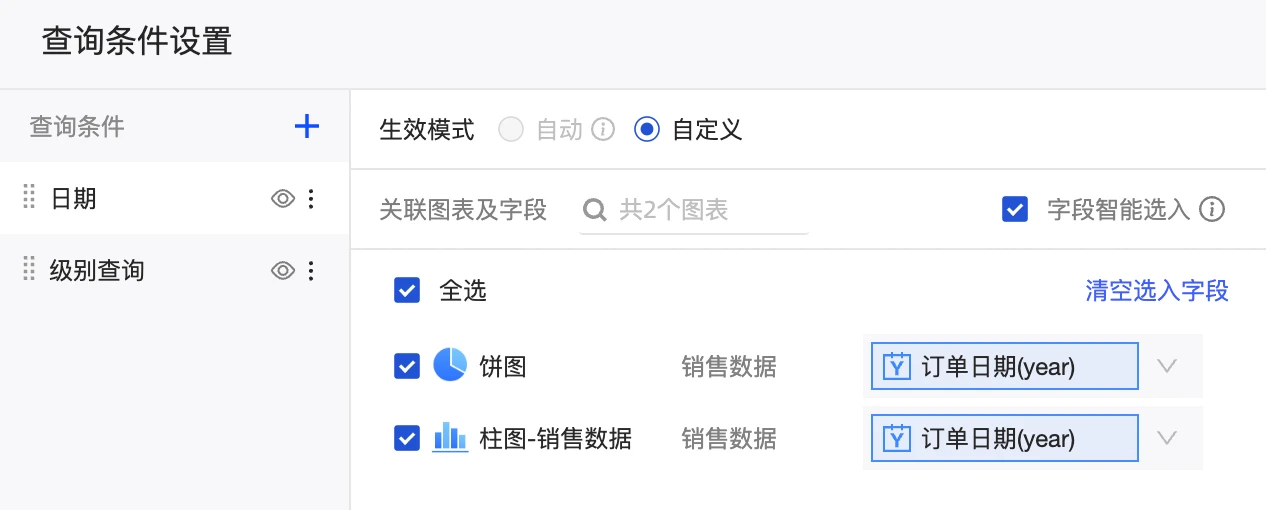 查询条件设置
查询条件
生效模式 自动 自定义
日期
关联图表及字段 共2个图表 字段智能选入
级别查询
全选 清空选入字段
饼图 销售数据 Y 订单日期(year)
柱图-销售数据 销售数据 Y 订单日期(year)